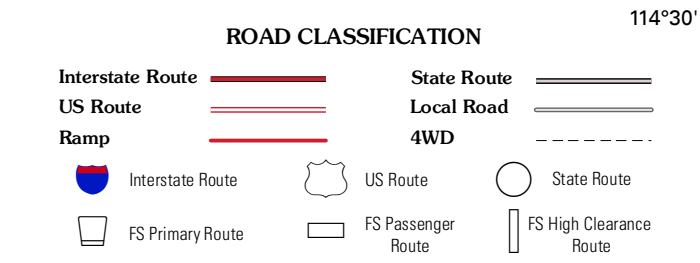 114°30'
ROAD CLASSIFICATION
Interstate Route
State Route
US Route
Local Road
Ramp
4WD
Interstate Route
US Route
State Route
FS Primary Route
FS Passenger
Route
FS High Clearance
Route